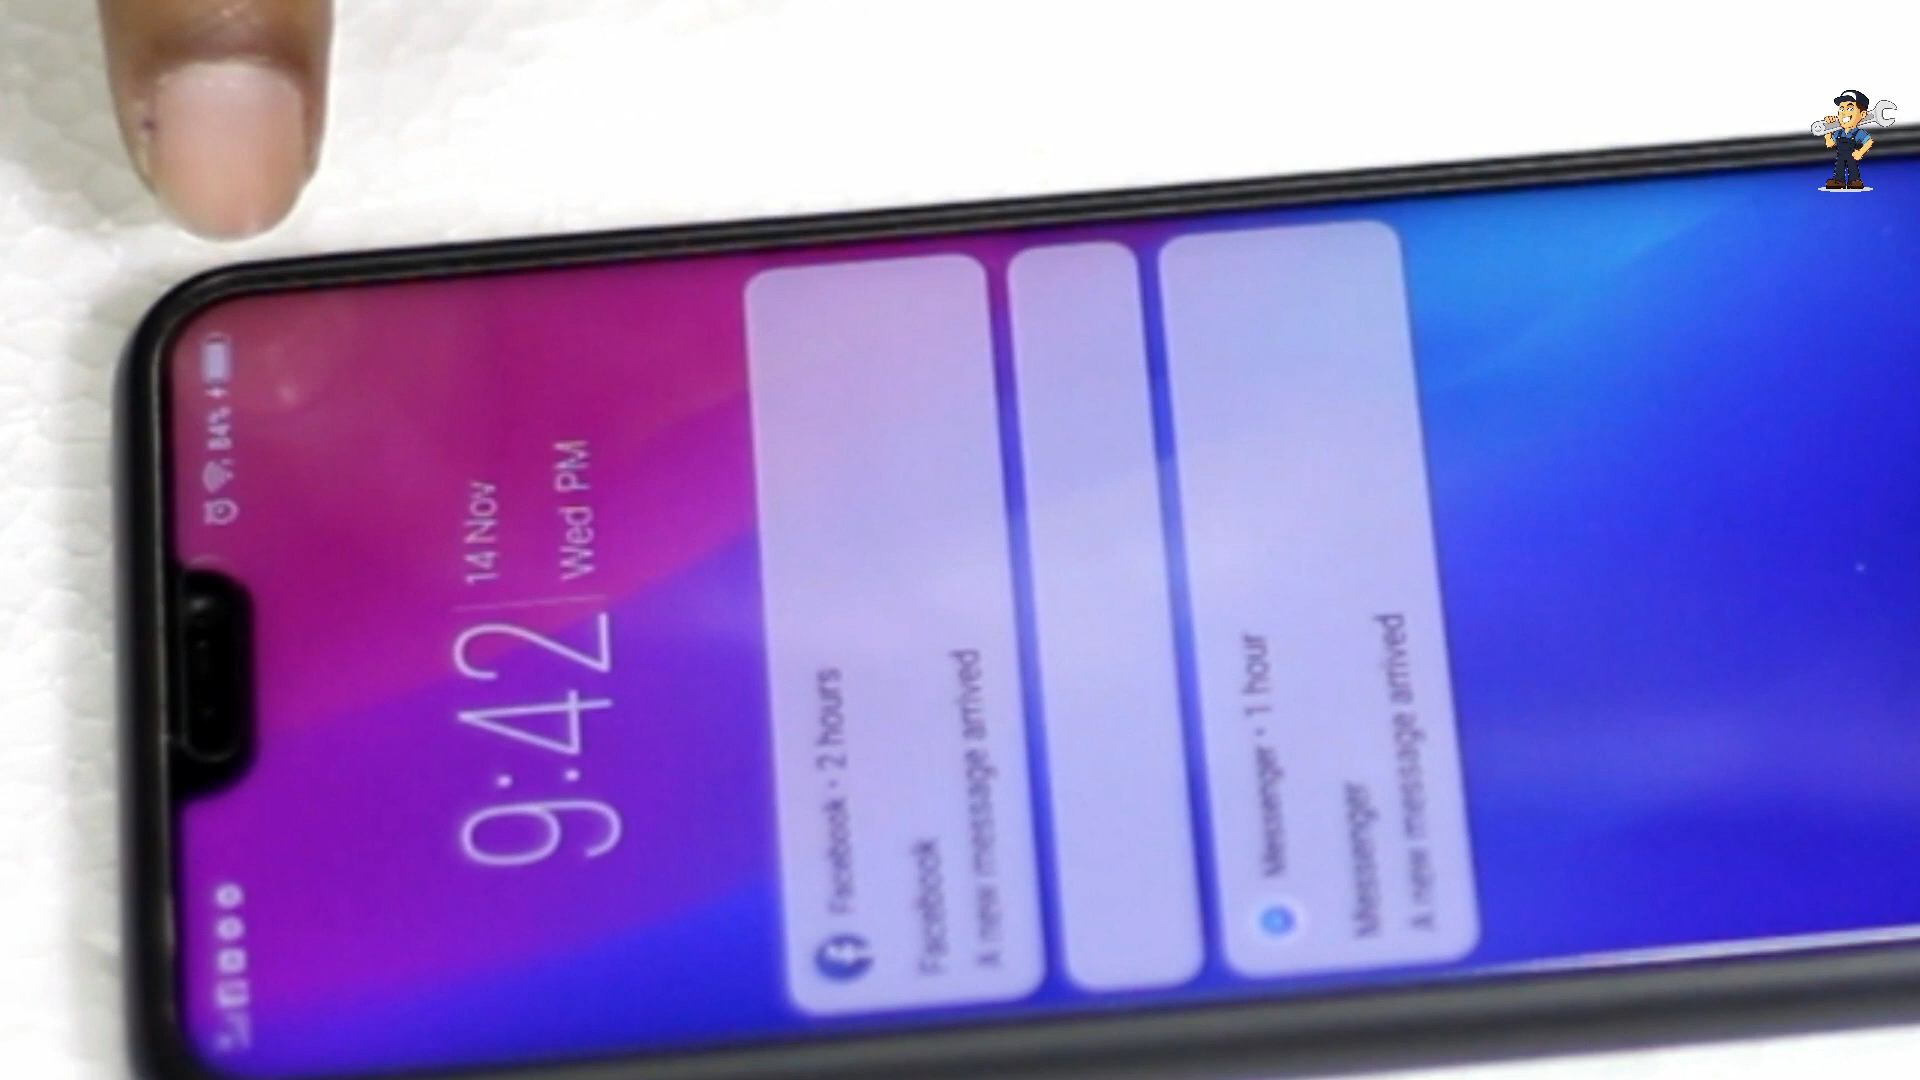 84%
9:42
14 Nov
Wed PM
Facebook • 2 hours
Facebook
A new message arrived
Messenger • 1 hour
Messenger
A new message arrived